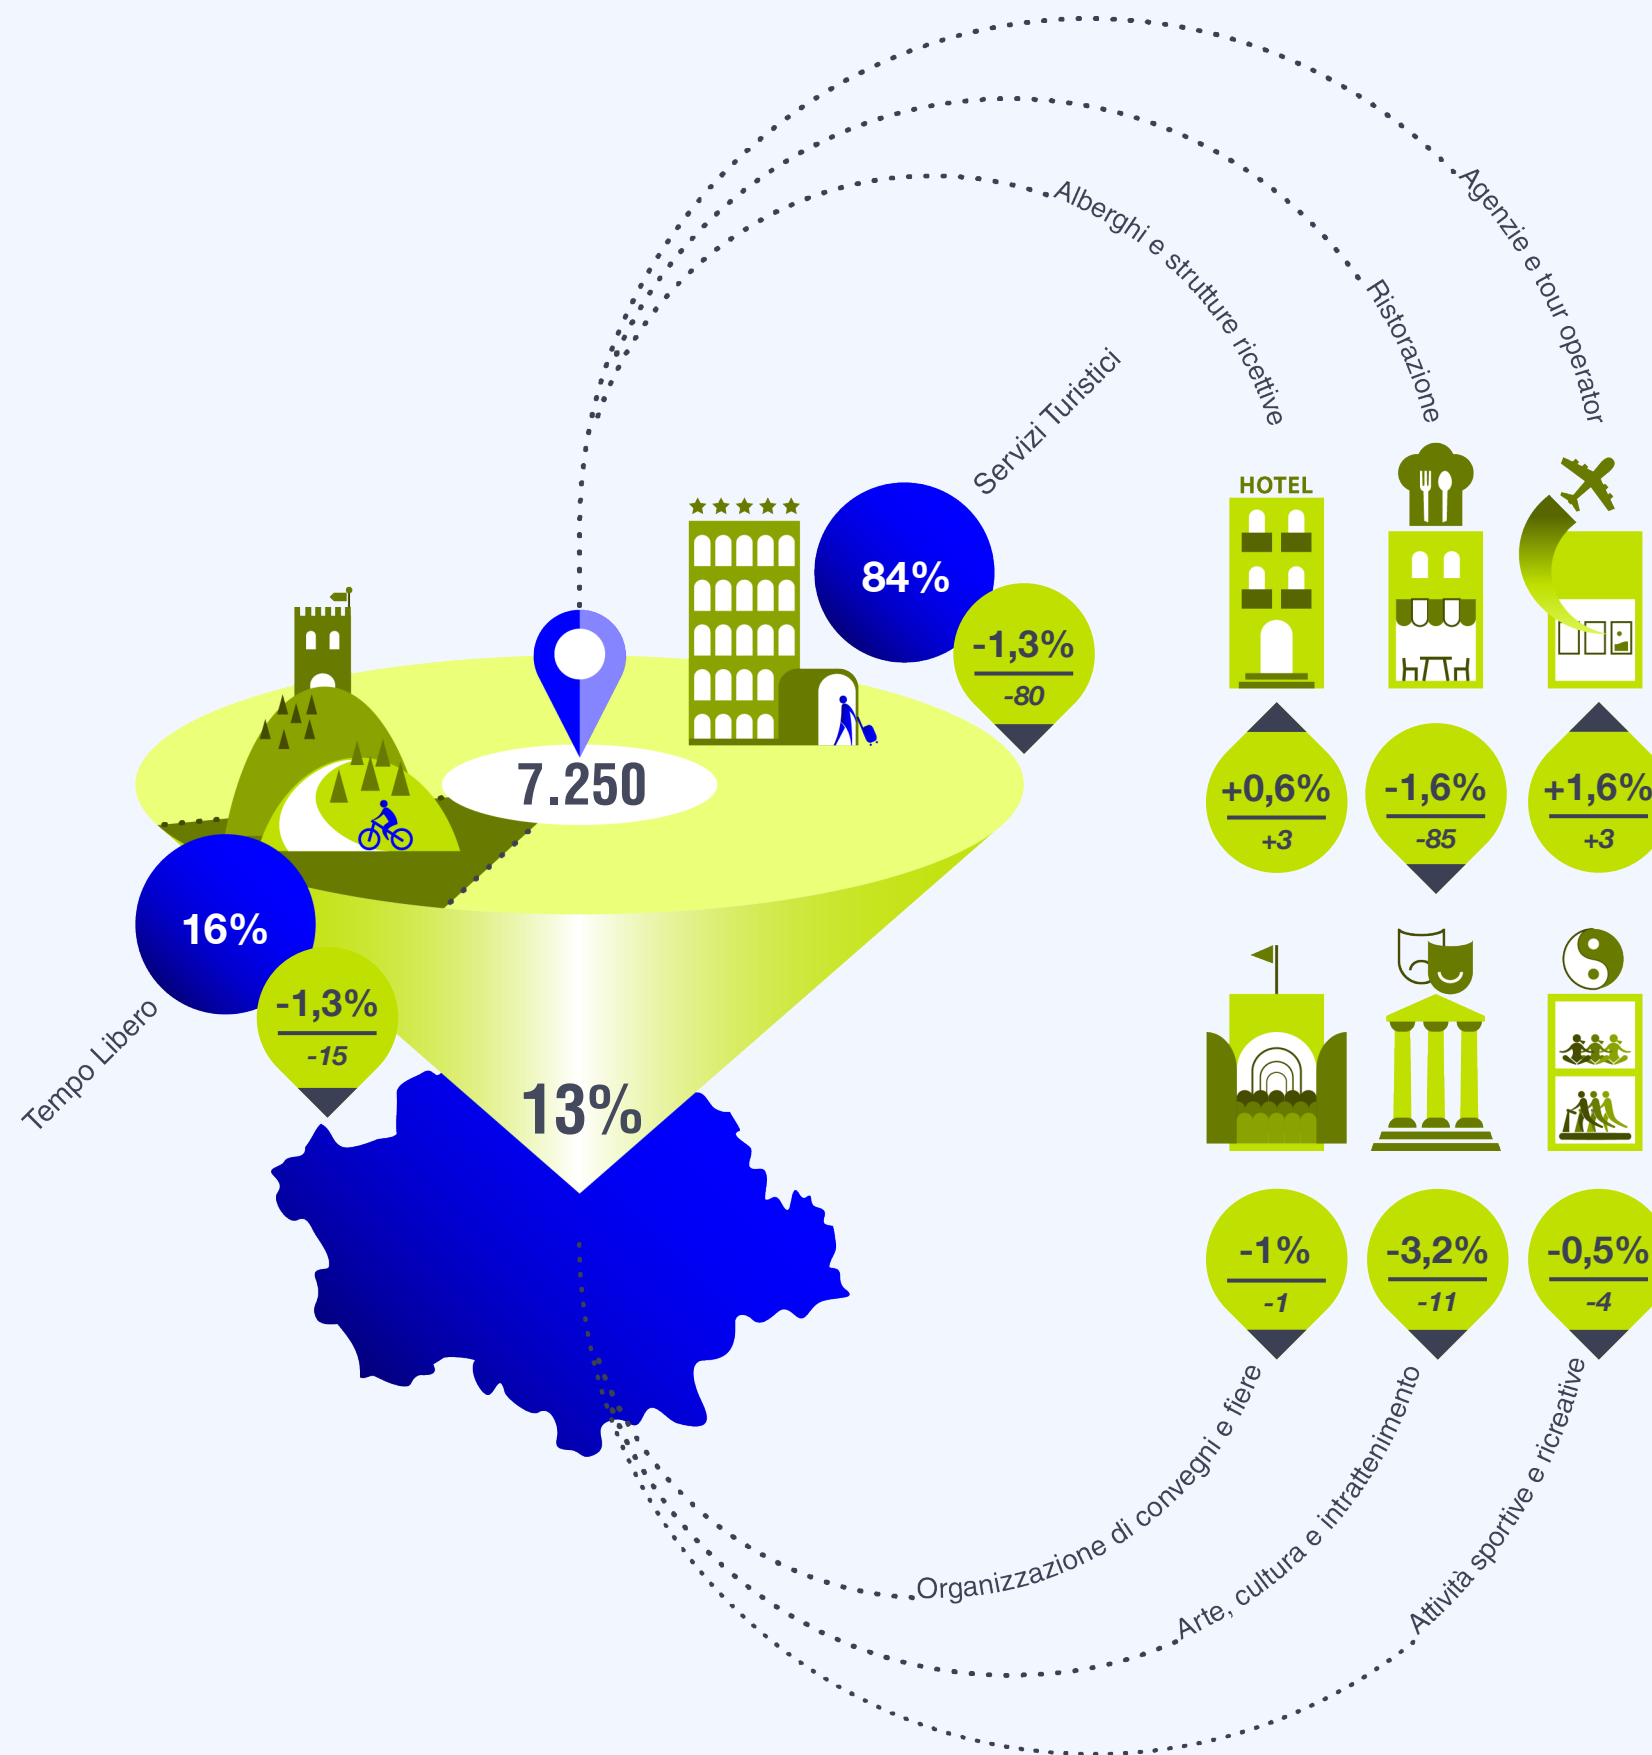 Agenzie e tour operator
Ristorazione
Alberghi e strutture ricettive
Servizi Turistici
84%
-1,3%
-80
HOTEL
+0,6%
+3
-1,6%
-85
+1,6%
+3
7.250
16%
-1,3%
-15
Tempo Libero
13%
-1%
-1
-3,2%
-11
-0,5%
-4
Organizzazione di convegni e fiere
Arte, cultura e intrattenimento
Attività sportive e ricreative